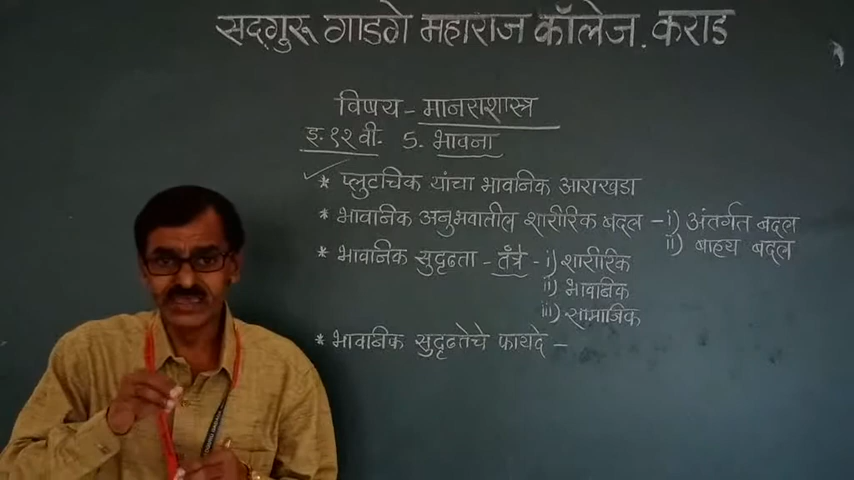 सद्गुरु गाडगे महाराज कॉलेज. कराड
विषय - मानसशास्त्र
इ. १२ वी. 5. भावना
* प्लुटचिक यांचा भावनिक आराखडा
* भावनिक अनुभवातील शारीरिक बदल - i) अंतर्गत बदल
ii) बाहय बदल
* भावनिक सुदृढता - तंत्रे - i) शारीरिक
ii) भावनिक
iii) सामाजिक
* भावनिक सुदृढतेचे फायदे -